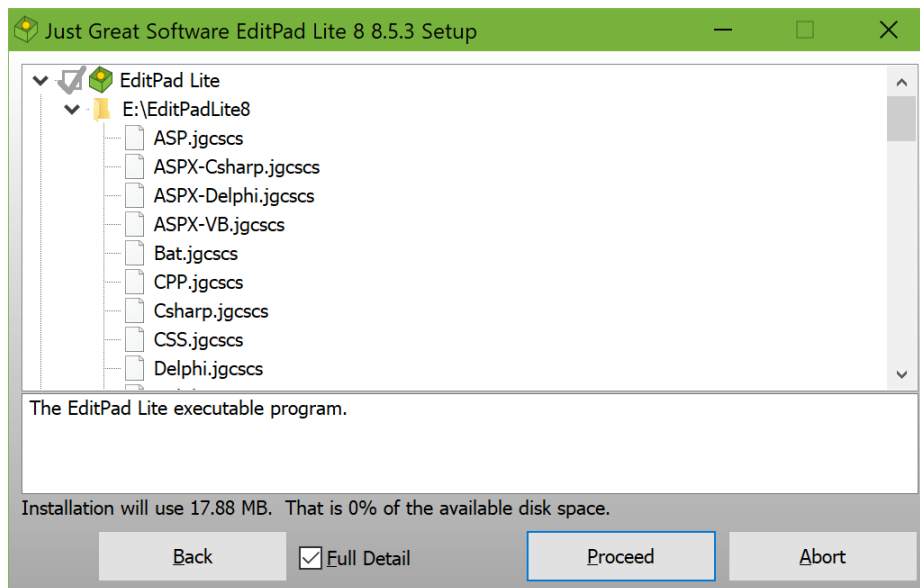 Just Great Software EditPad Lite 8 8.5.3 Setup
EditPad Lite
E:\EditPadLite8
ASP.jgcscs
ASPX-Csharp.jgcscs
ASPX-Delphi.jgcscs
ASPX-VB.jgcscs
Bat.jgcscs
CPP.jgcscs
Csharp.jgcscs
CSS.jgcscs
Delphi.jgcscs
The EditPad Lite executable program.
Installation will use 17.88 MB.  That is 0% of the available disk space.
Back Full Detail Proceed Abort